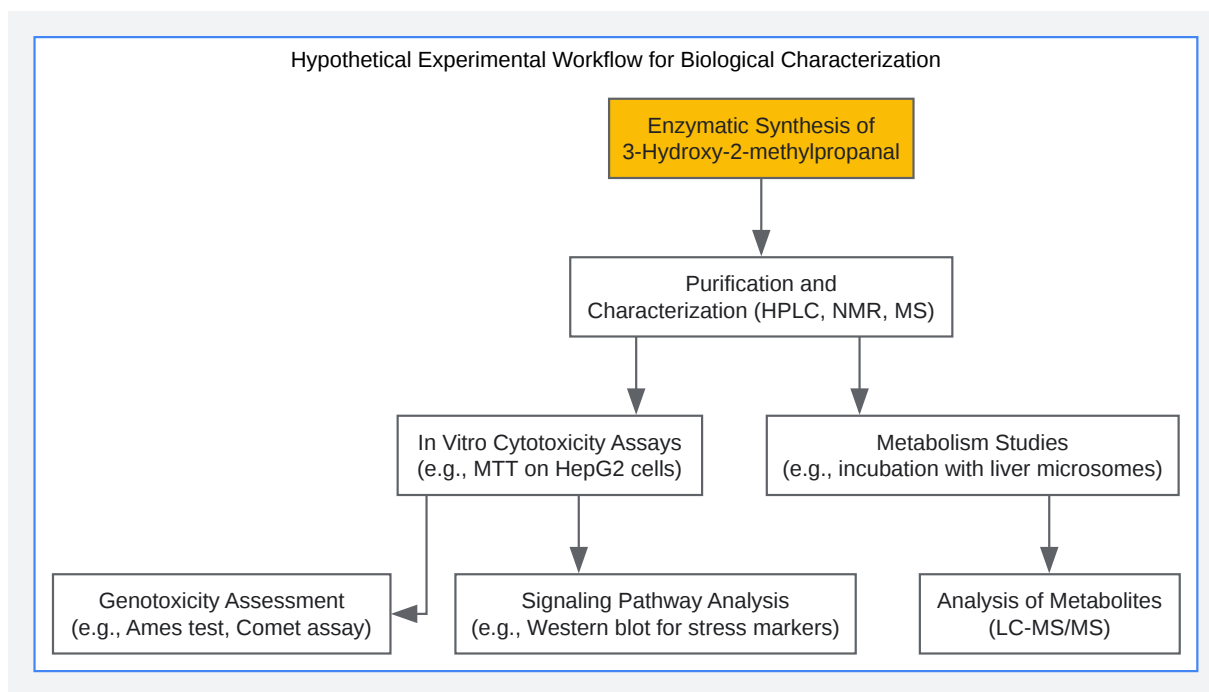 Hypothetical Experimental Workflow for Biological Characterization
Enzymatic Synthesis of
3-Hydroxy-2-methylpropanal
Purification and
Characterization (HPLC, NMR, MS)
In Vitro Cytotoxicity Assays
(e.g., MTT on HepG2 cells)
Metabolism Studies
(e.g., incubation with liver microsomes)
Genotoxicity Assessment
(e.g., Ames test, Comet assay)
Signaling Pathway Analysis
(e.g., Western blot for stress markers)
Analysis of Metabolites
(LC-MS/MS)